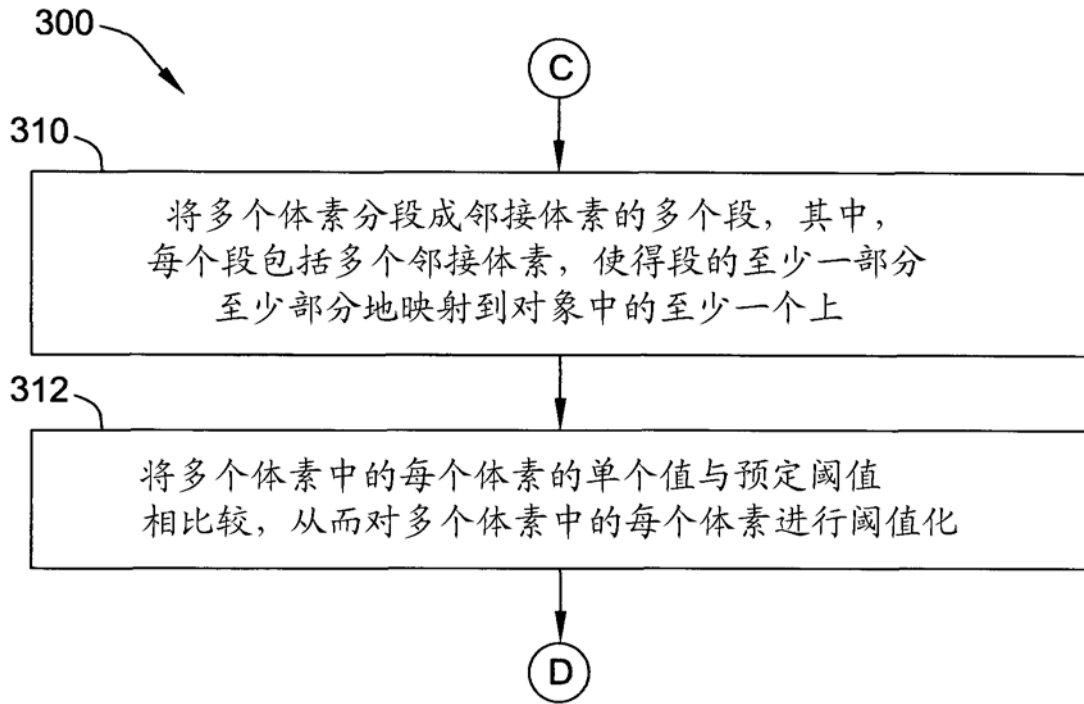 300
C
310
将多个体素分段成邻接体素的多个段，其中，
每个段包括多个邻接体素，使得段的至少一部分
至少部分地映射到对象中的至少一个上
312
将多个体素中的每个体素的单个值与预定阈值
相比较，从而对多个体素中的每个体素进行阈值化
D